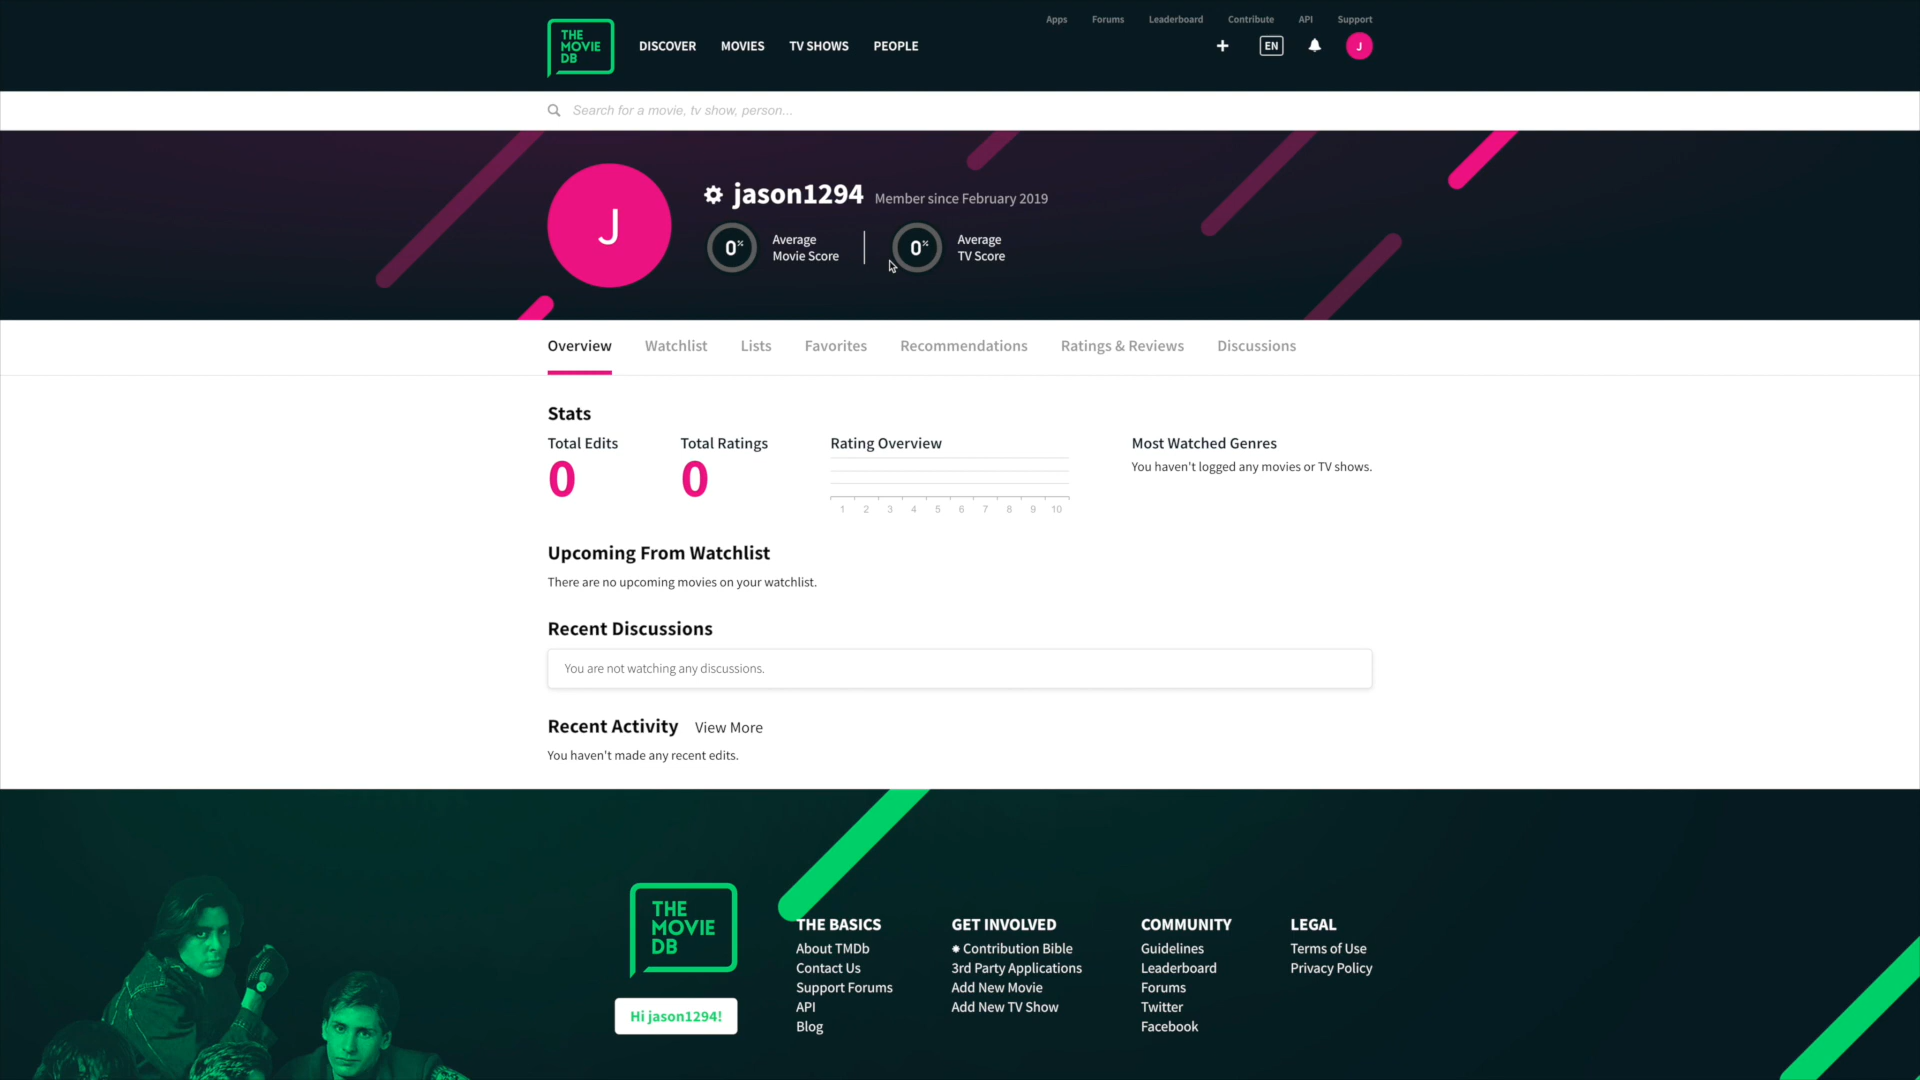 Apps Forums Leaderboard Contribute API Support
THE
MOVIE
DB
DISCOVER MOVIES TV SHOWS PEOPLE
EN J
Search for a movie, tv show, person...
J
jason1294 Member since February 2019
0% Average
Movie Score
0% Average
TV Score
Overview Watchlist Lists Favorites Recommendations Ratings & Reviews Discussions
Stats
Total Edits Total Ratings Rating Overview Most Watched Genres
0 0 You haven't logged any movies or TV shows.
1 2 3 4 5 6 7 8 9 10
Upcoming From Watchlist
There are no upcoming movies on your watchlist.
Recent Discussions
You are not watching any discussions.
Recent Activity View More
You haven't made any recent edits.
THE
MOVIE
DB
Hi jason1294!
THE BASICS
About TMDb
Contact Us
Support Forums
API
Blog
GET INVOLVED
Contribution Bible
3rd Party Applications
Add New Movie
Add New TV Show
COMMUNITY
Guidelines
Leaderboard
Forums
Twitter
Facebook
LEGAL
Terms of Use
Privacy Policy